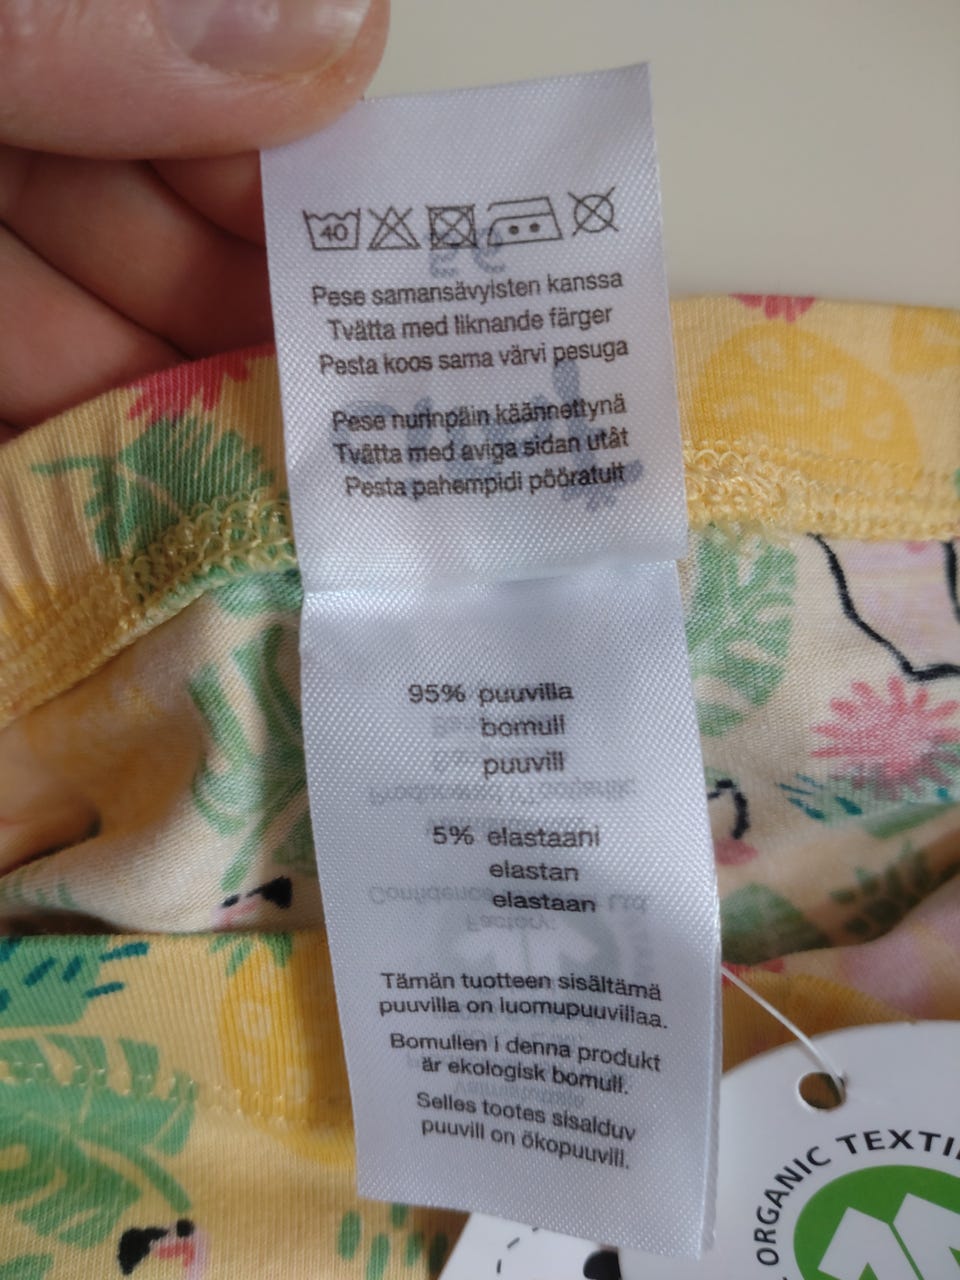 40
Pese samansävyisten kanssa
Tvätta med liknande färger
Pesta koos sama värvi pesuga
Pese nurinpäin käännettynä
Tvätta med aviga sidan utåt
Pesta pahempidi pööratult
95% puuvilla
bomull
puuvill
5% elastaani
elastan
elastaan
Tämän tuotteen sisältämä
puuvilla on luomupuuvillaa.
Bomullen i denna produkt
är ekologisk bomull.
Selles tootes sisalduv
puuvill on ökopuuvill.
ORGANIC TEXTI